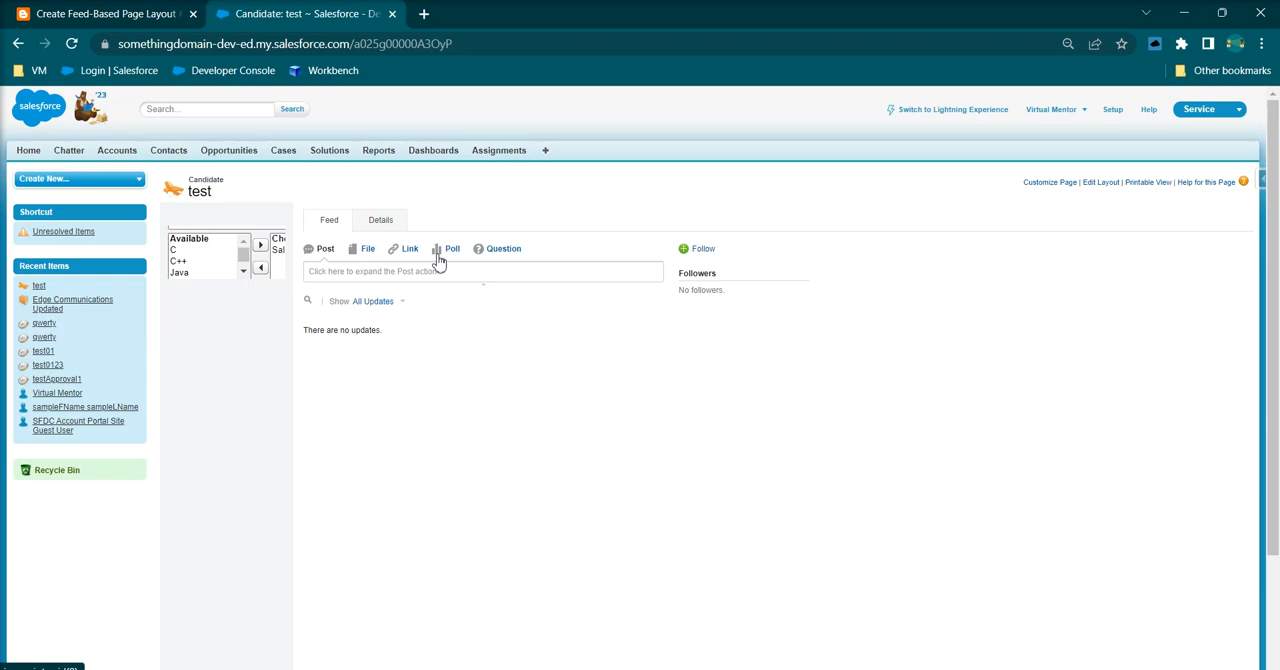 Create Feed-Based Page Layout
Candidate: test ~ Salesforce - De
somethingdomain-dev-ed.my.salesforce.com/a025g00000A3OyP
VM Login | Salesforce Developer Console Workbench Other bookmarks
salesforce
'23
Search... Search
Switch to Lightning Experience Virtual Mentor Setup Help Service
Home Chatter Accounts Contacts Opportunities Cases Solutions Reports Dashboards Assignments +
Create New...
Shortcut
Unresolved Items
Recent Items
test
Edge Communications
Updated
qwerty
qwerty
test01
test0123
testApproval1
Virtual Mentor
sampleFName sampleLName
SFDC Account Portal Site
Guest User
Recycle Bin
Candidate
test
Customize Page | Edit Layout | Printable View | Help for this Page ?
Available
C
C++
Java
Ch
Sal
Feed Details
Post File Link Poll Question
Click here to expand the Post action
Show All Updates
There are no updates.
Follow
Followers
No followers.